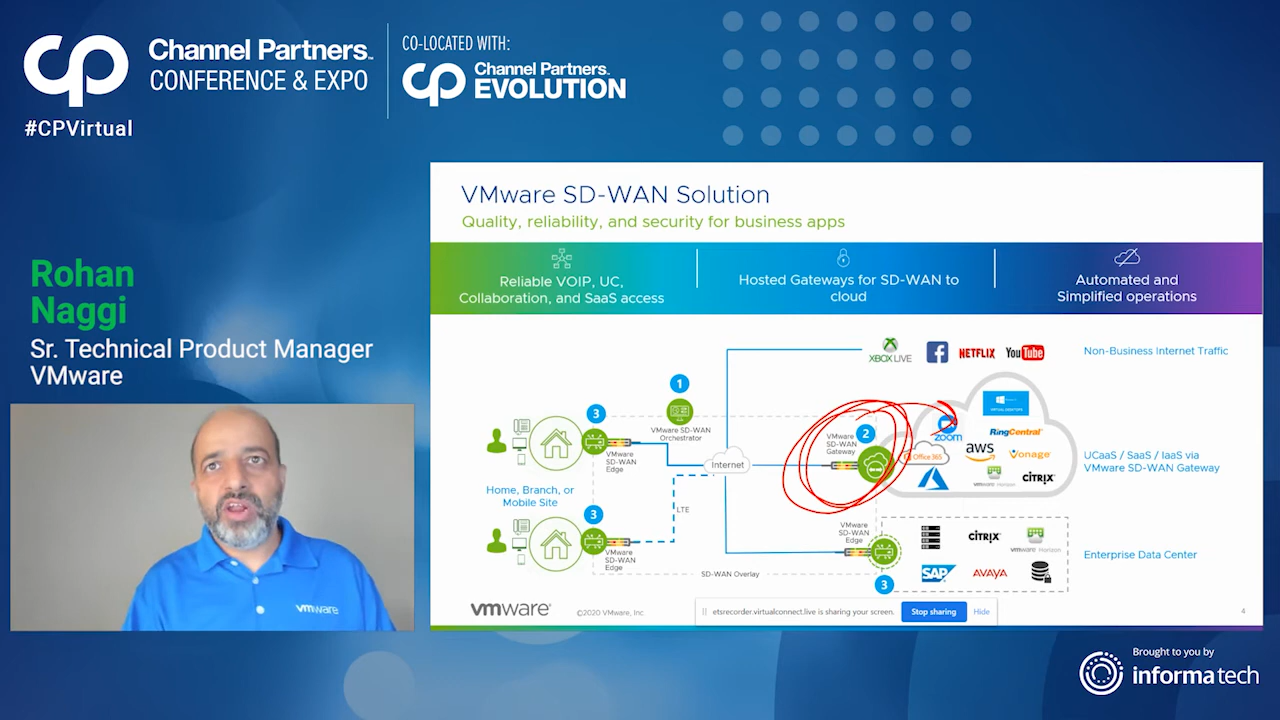 Channel Partners™
CONFERENCE & EXPO
#CPVirtual
CO-LOCATED WITH:
Channel Partners™
EVOLUTION
Rohan
Naggi
Sr. Technical Product Manager
VMware
vmware
VMware SD-WAN Solution
Quality, reliability, and security for business apps
Reliable VOIP, UC,
Collaboration, and SaaS access
Hosted Gateways for SD-WAN to
cloud
Automated and
Simplified operations
XBOX LIVE
NETFLIX
YouTube
Non-Business Internet Traffic
1
VMware SD-WAN
Orchestrator
3
VMware
SD-WAN
Edge
Home, Branch, or
Mobile Site
3
VMware
SD-WAN
Edge
Internet
LTE
SD-WAN Overlay
2
VMware
SD-WAN
Gateway
VIRTUAL DESKTOPS
zoom
RingCentral
Office 365
aws
VONAGE
vmware Horizon
CITRIX
UCaaS / SaaS / IaaS via
VMware SD-WAN Gateway
VMware
SD-WAN
Edge
3
CITRIX
vmware Horizon
SAP
AVAYA
Enterprise Data Center
vmware®
©2020 VMware, Inc
etsrecorder.virtualconnect.live is sharing your screen.
Stop sharing
Hide
4
Brought to you by
informa tech